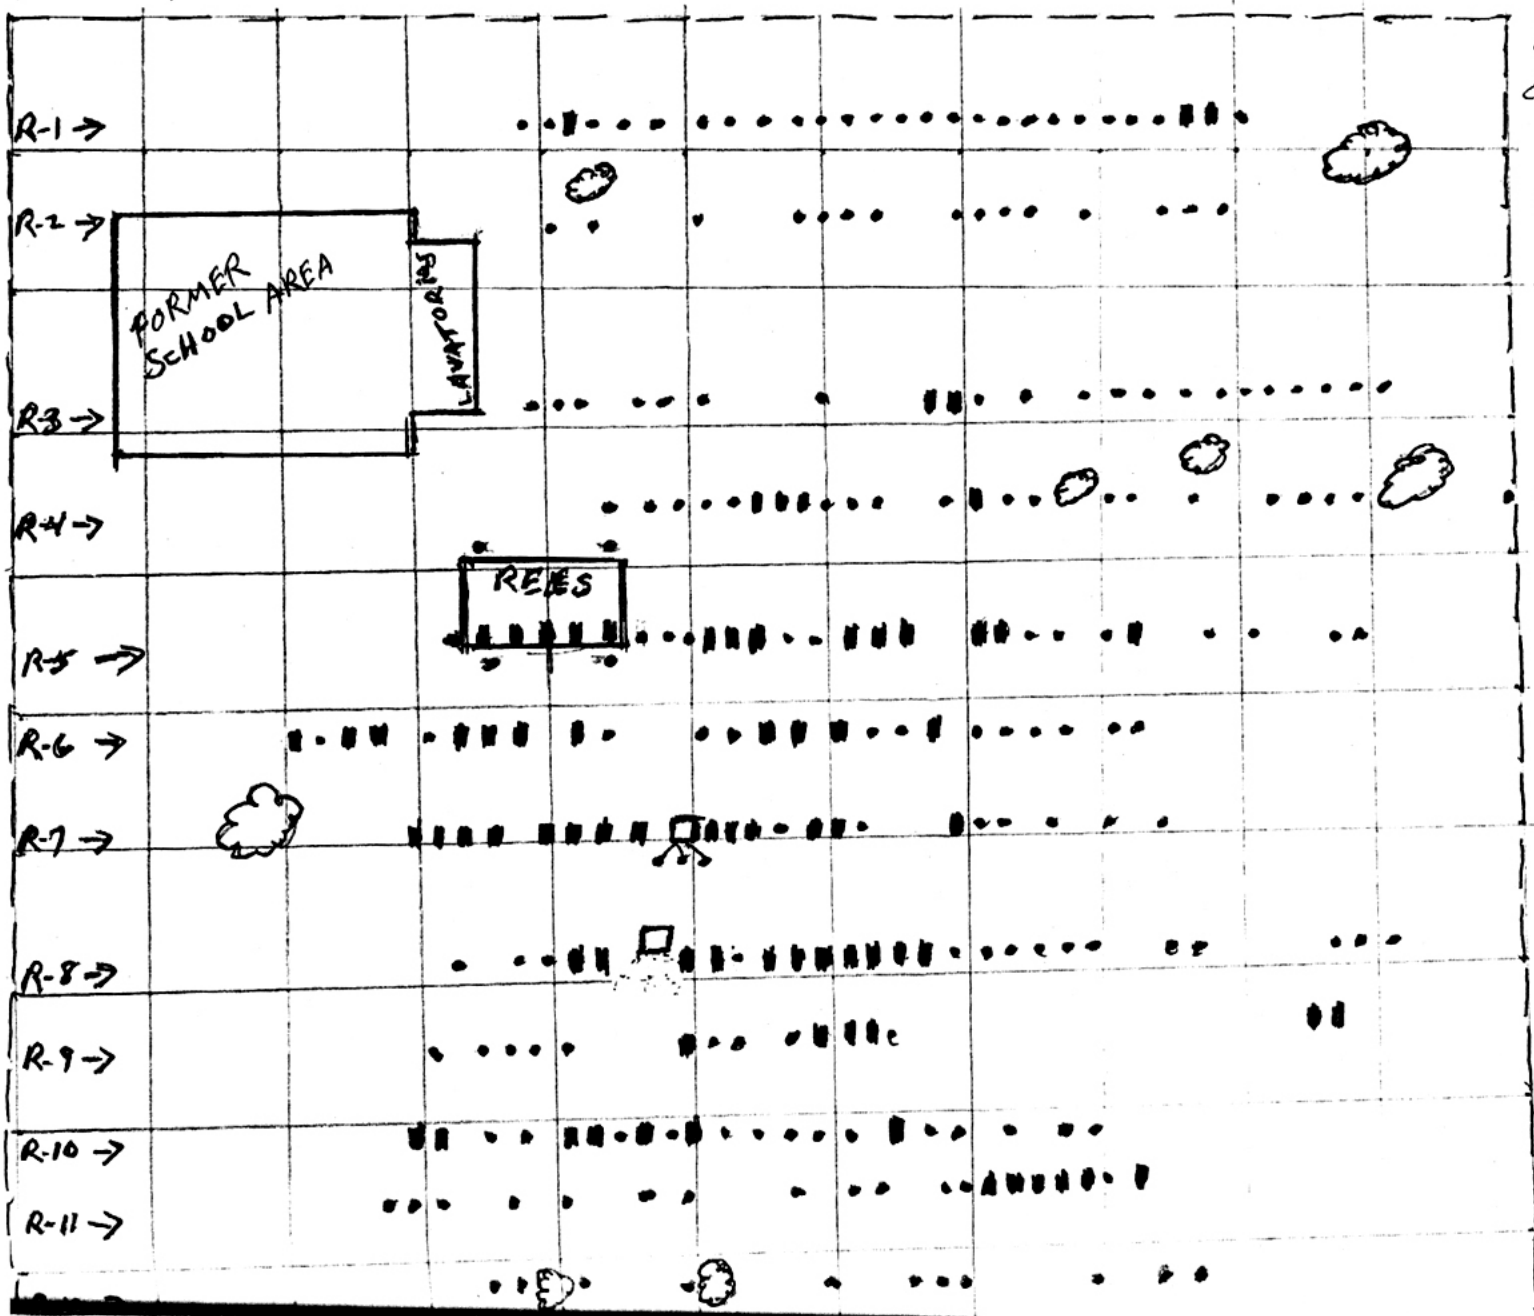 R-1 →
R-2 →
FORMER
SCHOOL AREA
LAVATORIES
R-3 →
R-4 →
REES
R-5 →
R-6 →
R-7 →
R-8 →
R-9 →
R-10 →
R-11 →